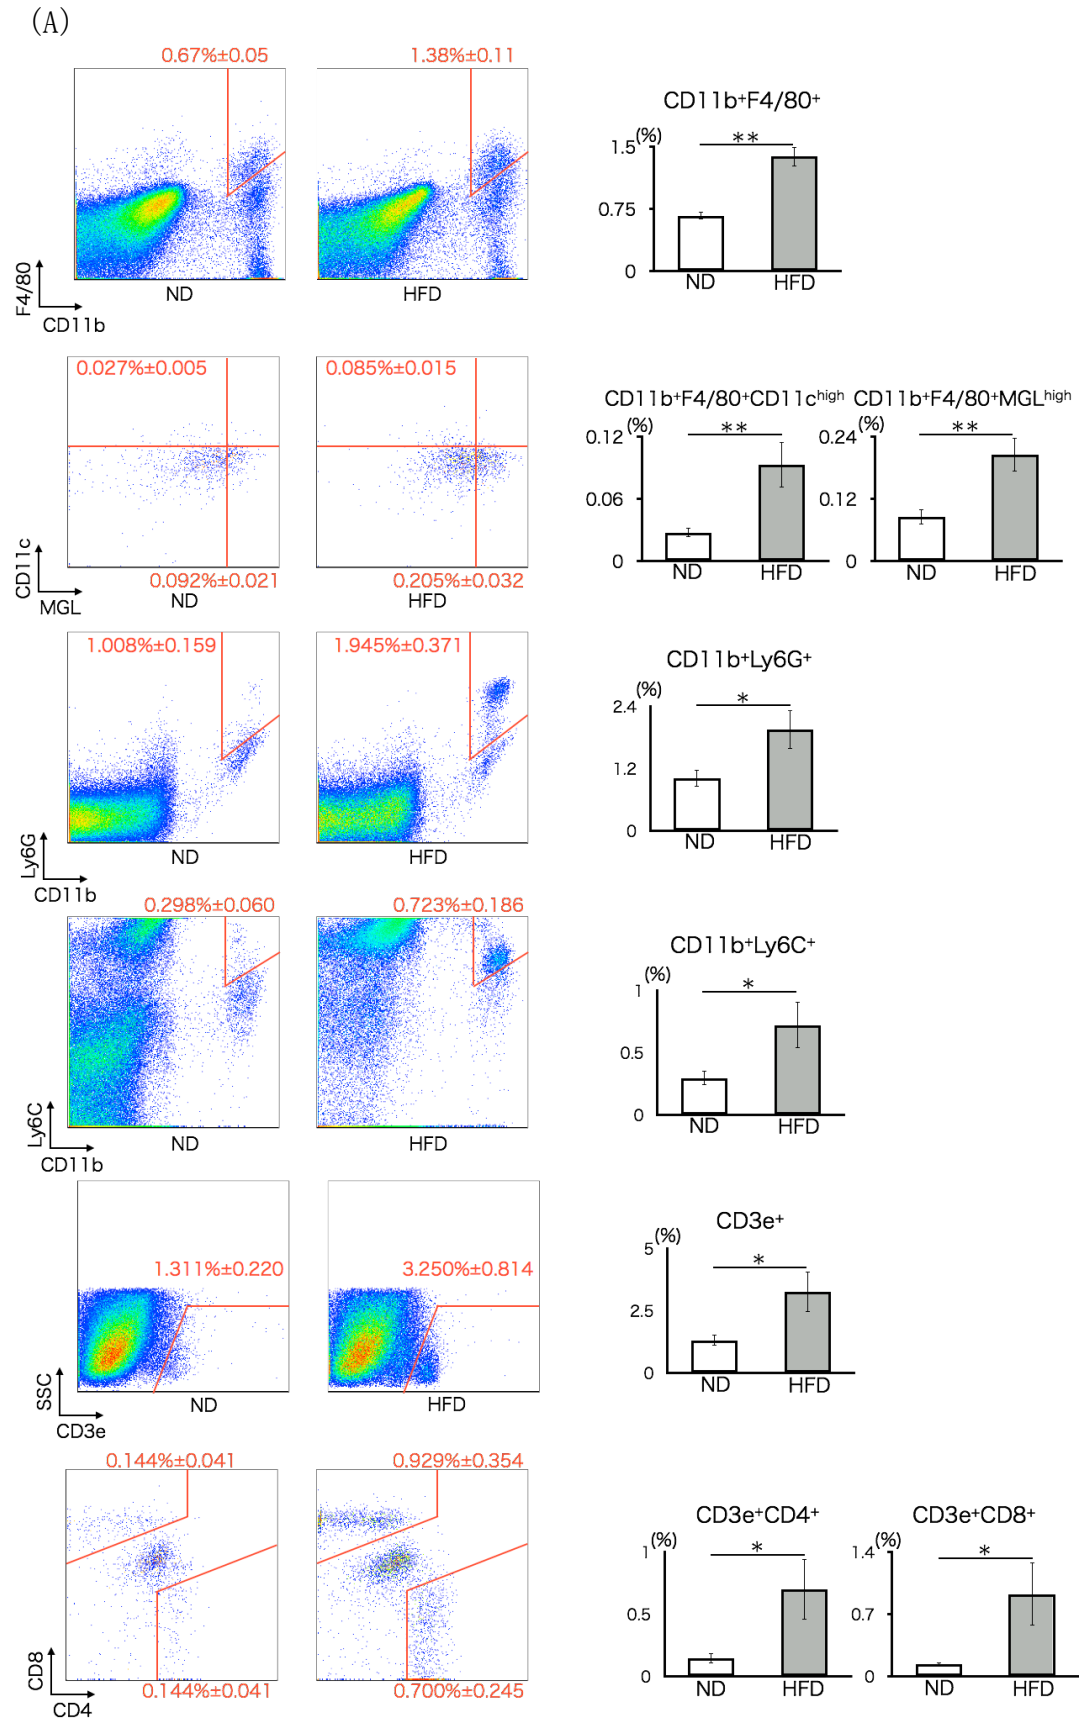 (A)
0.67%±0.05
1.38%±0.11
F4/80
CD11b
ND
HFD
CD11b⁺F4/80⁺
(%)
1.5
0.75
0
**
ND
HFD
0.027%±0.005
0.085%±0.015
0.092%±0.021
0.205%±0.032
CD11c
MGL
ND
HFD
CD11b⁺F4/80⁺CD11cʰⁱᵍʰ
(%)
0.12
0.06
0
**
ND
HFD
CD11b⁺F4/80⁺MGLʰⁱᵍʰ
(%)
0.24
0.12
0
**
ND
HFD
1.008%±0.159
1.945%±0.371
Ly6G
CD11b
ND
HFD
CD11b⁺Ly6G⁺
(%)
2.4
1.2
0
*
ND
HFD
0.298%±0.060
0.723%±0.186
Ly6C
CD11b
ND
HFD
CD11b⁺Ly6C⁺
(%)
1
0.5
0
*
ND
HFD
1.311%±0.220
3.250%±0.814
SSC
CD3e
ND
HFD
CD3e⁺
(%)
5
2.5
0
*
ND
HFD
0.144%±0.041
0.929%±0.354
0.144%±0.041
0.700%±0.245
CD8
CD4
CD3e⁺CD4⁺
(%)
1
0.5
0
*
ND
HFD
CD3e⁺CD8⁺
(%)
1.4
0.7
0
*
ND
HFD